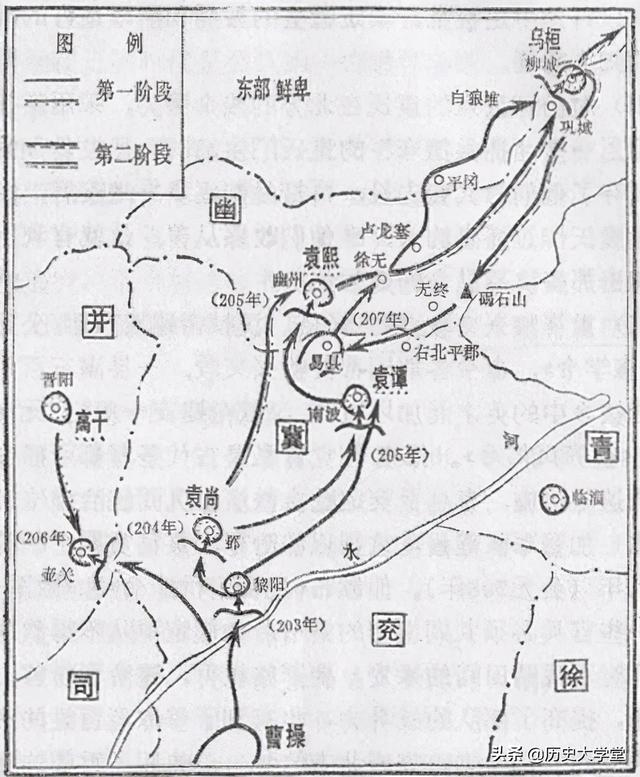 图 例
第一阶段
第二阶段
东部 鲜卑
乌桓
柳城
白狼堆
巩城
平冈
幽
卢龙塞
袁熙
徐无
幽州
无终
(205年)
碣石山
(207年)
并
易县
右北平郡
晋阳
袁谭
高干
南皮
冀
河
青
(205年)
袁尚
临淄
(204年)
(206年)
邺
水
壶关
黎阳
(203年)
兖
司
徐
曹操
头条 @历史大学堂